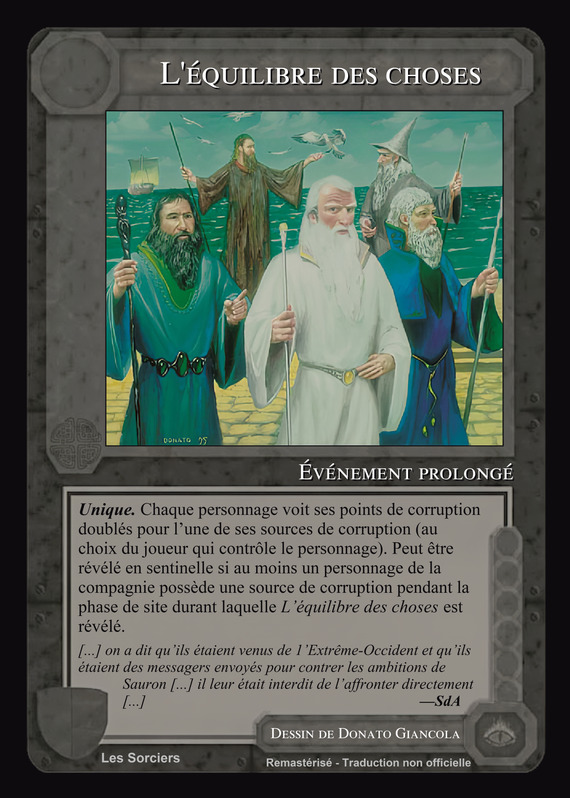 L'ÉQUILIBRE DES CHOSES
DONATO 95
ÉVÉNEMENT PROLONGÉ
Unique. Chaque personnage voit ses points de corruption
doublés pour l'une de ses sources de corruption (au
choix du joueur qui contrôle le personnage). Peut être
révélé en sentinelle si au moins un personnage de la
compagnie possède une source de corruption pendant la
phase de site durant laquelle L'équilibre des choses est
révélé.
[...] on a dit qu'ils étaient venus de l'Extrême-Occident et qu'ils
étaient des messagers envoyés pour contrer les ambitions de
Sauron [...] il leur était interdit de l'affronter directement
[...] —SdA
DESSIN DE DONATO GIANCOLA
Les Sorciers
Remastérisé - Traduction non officielle